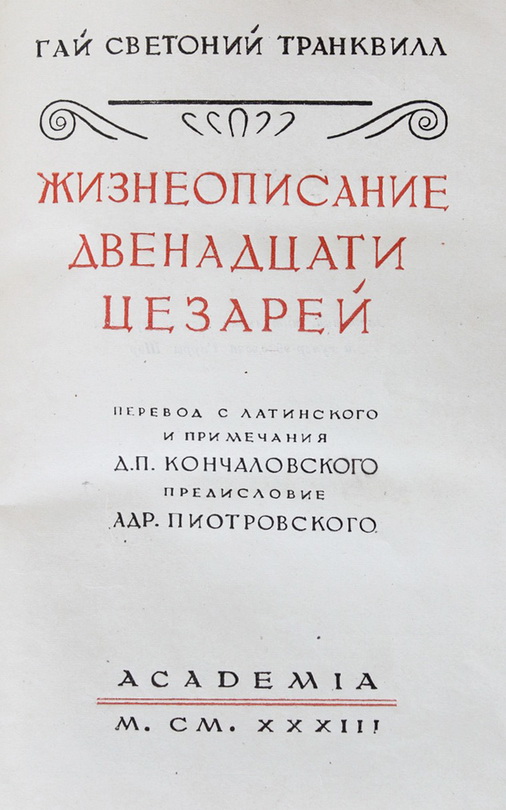 ГАЙ СВЕТОНИЙ ТРАНКВИЛЛ
ЖИЗНЕОПИСАНИЕ
ДВЕНАДЦАТИ
ЦЕЗАРЕЙ
ПЕРЕВОД С ЛАТИНСКОГО
И ПРИМЕЧАНИЯ
Д.П. КОНЧАЛОВСКОГО
ПРЕДИСЛОВИЕ
АДР. ПИОТРОВСКОГО
ACADEMIA
M. CM. XXXIII